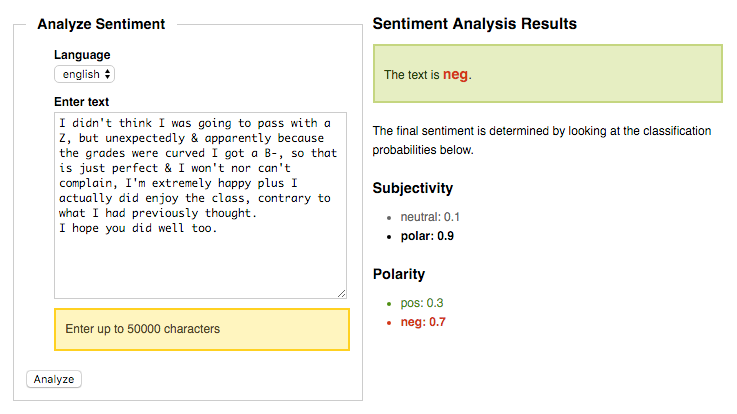 Analyze Sentiment
Language
english
Enter text
I didn't think I was going to pass with a
Z, but unexpectedly & apparently because
the grades were curved I got a B-, so that
is just perfect & I won't nor can't
complain, I'm extremely happy plus I
actually did enjoy the class, contrary to
what I had previously thought.
I hope you did well too.
Enter up to 50000 characters
Analyze
Sentiment Analysis Results
The text is neg.
The final sentiment is determined by looking at the classification
probabilities below.
Subjectivity
• neutral: 0.1
• polar: 0.9
Polarity
• pos: 0.3
• neg: 0.7